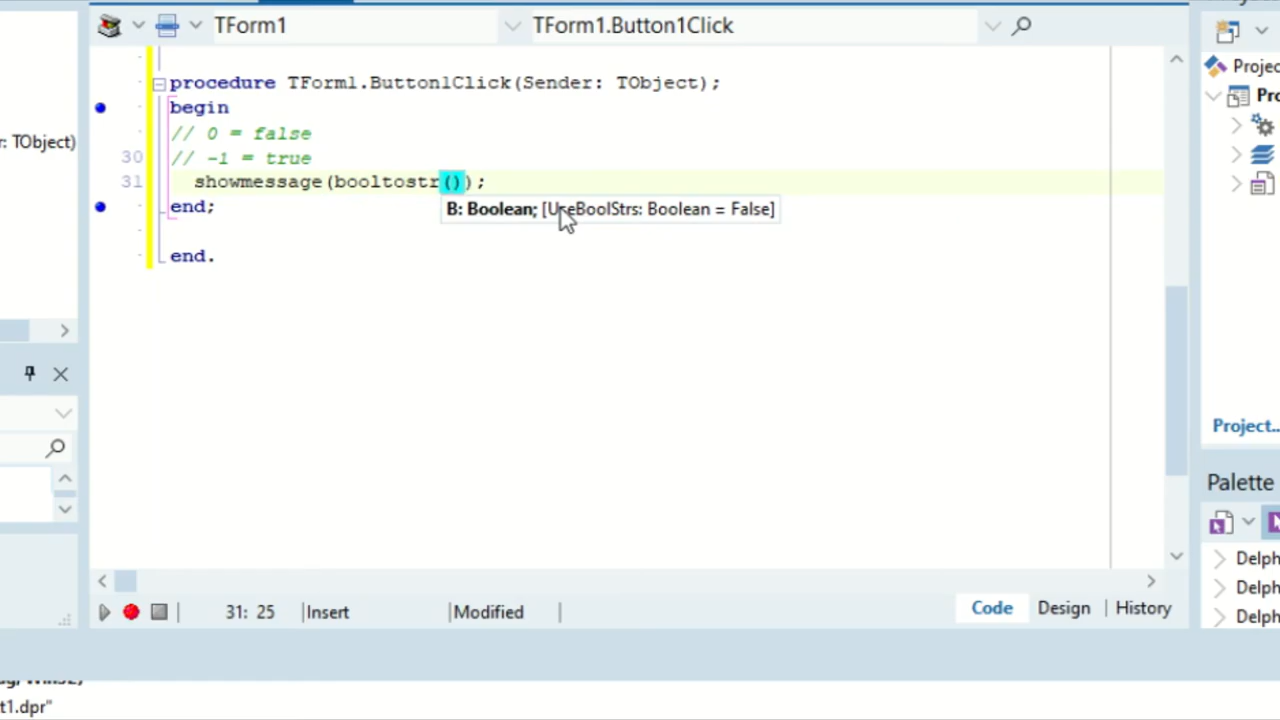 TForm1
TForm1.Button1Click
procedure TForm1.Button1Click(Sender: TObject);
begin
// 0 = false
30 // -1 = true
31 showmessage(booltostr());
B: Boolean; [UseBoolStrs: Boolean = False]
end;
end.
r: TObject)
31: 25
Insert
Modified
Code
Design
History
Projec
Pro
Project...
Palette
Delph
Delph
Delph
t1.dpr"